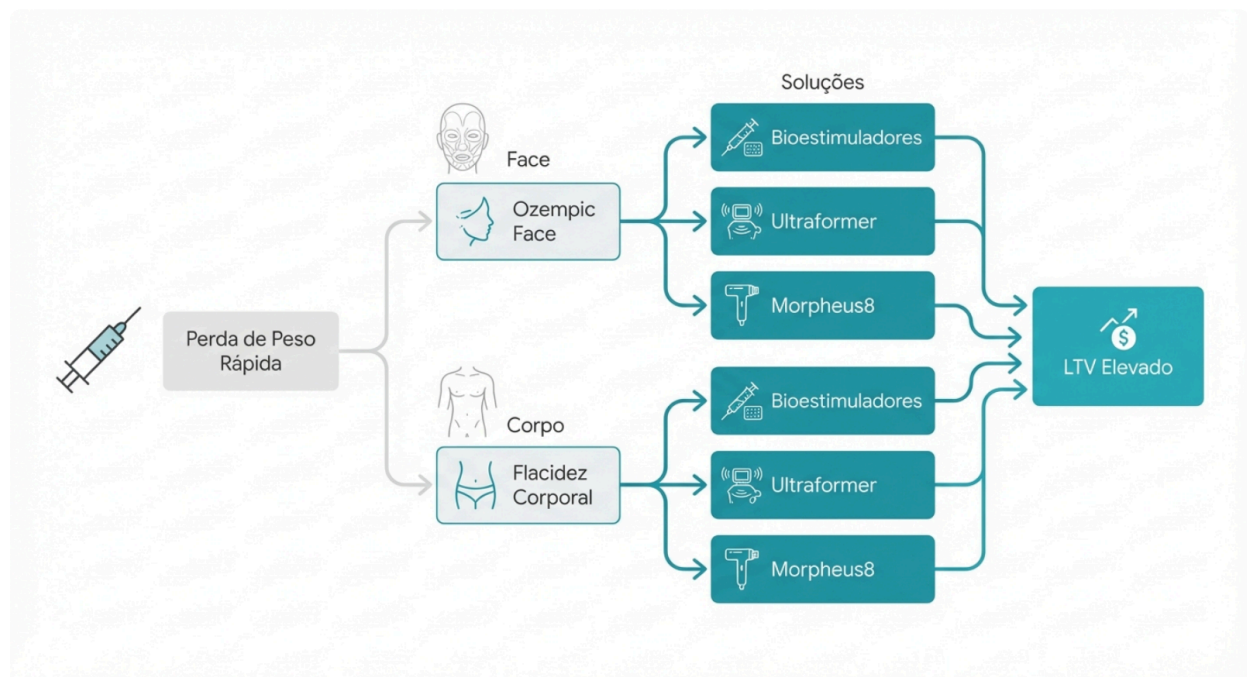 Soluções
Face
Bioestimuladores
Ozempic
Face
Ultraformer
Morpheus8
Perda de Peso
Rápida
$
LTV Elevado
Corpo
Bioestimuladores
Flacidez
Corporal
Ultraformer
Morpheus8